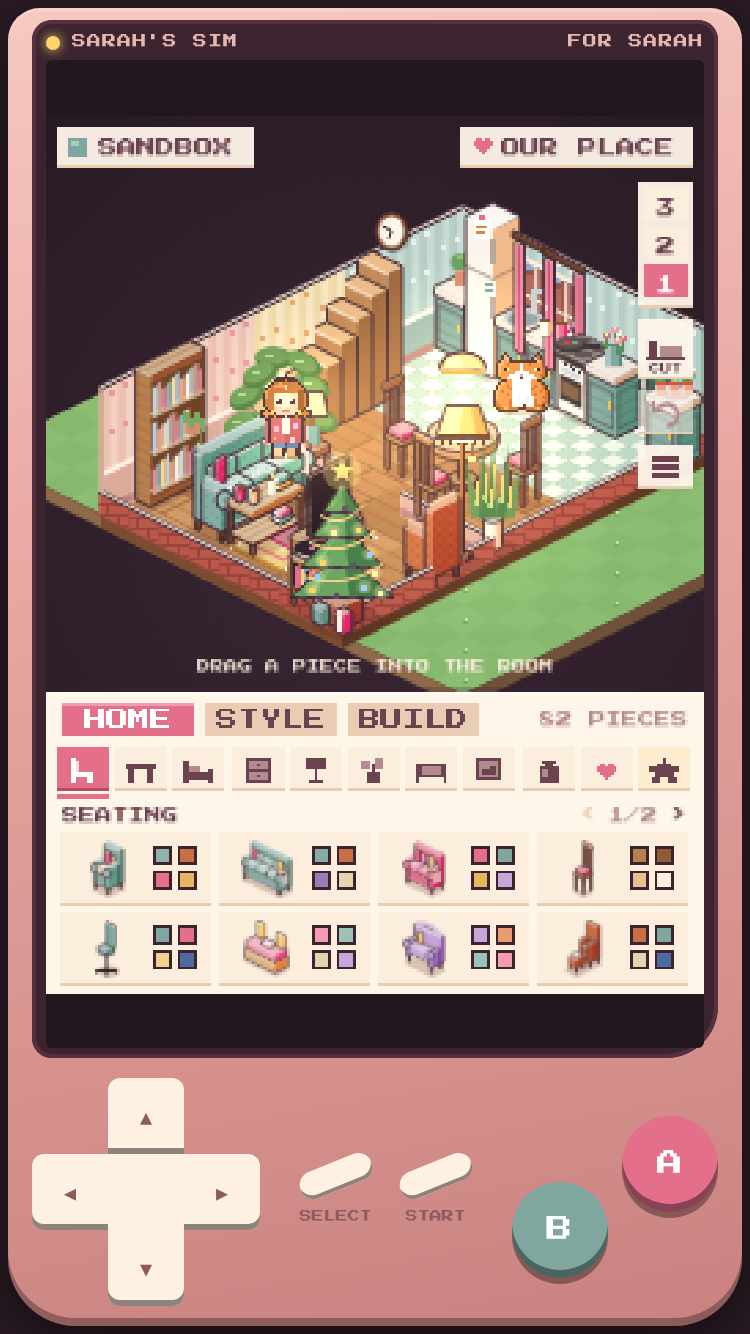 SARAH'S SIM
FOR SARAH
SANDBOX
OUR PLACE
3
2
1
CUT
DRAG A PIECE INTO THE ROOM
HOME
STYLE
BUILD
82 PIECES
SEATING
‹ 1/2 ›
A
B
SELECT
START